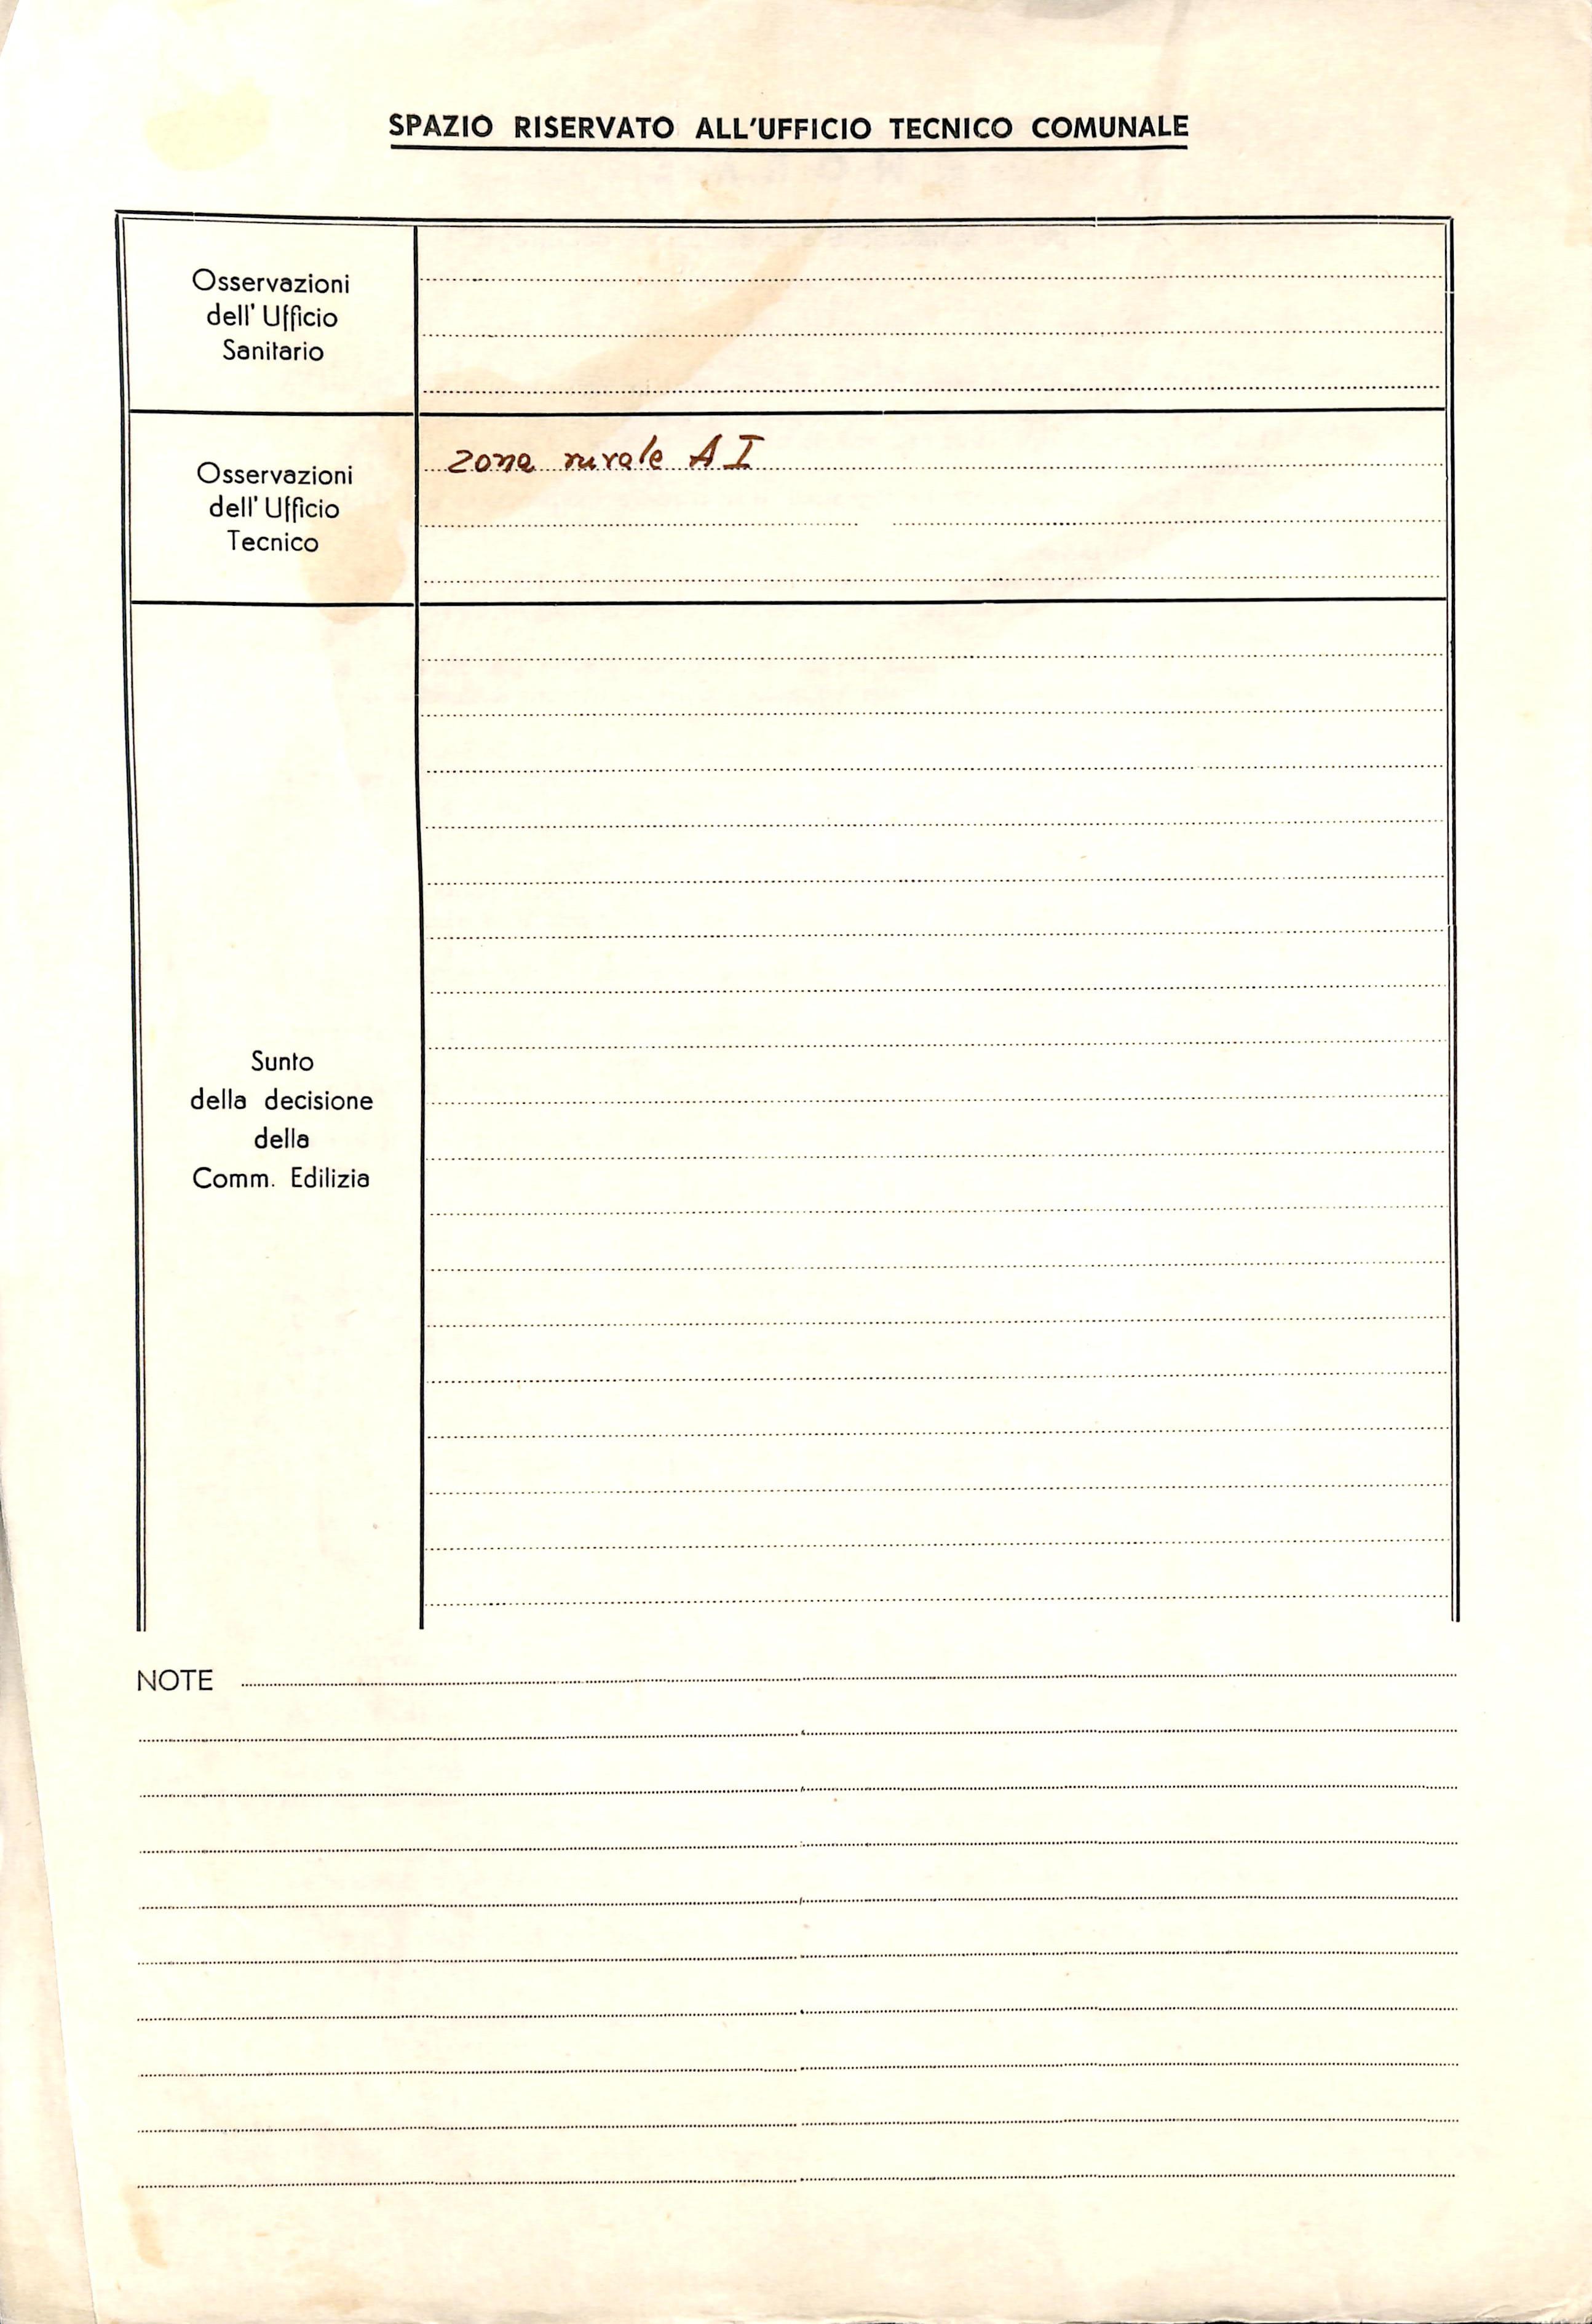 SPAZIO RISERVATO ALL'UFFICIO TECNICO COMUNALE
Osservazioni
dell' Ufficio
Sanitario
Osservazioni
dell' Ufficio
Tecnico
zona rurale A I
Sunto
della decisione
della
Comm. Edilizia
NOTE